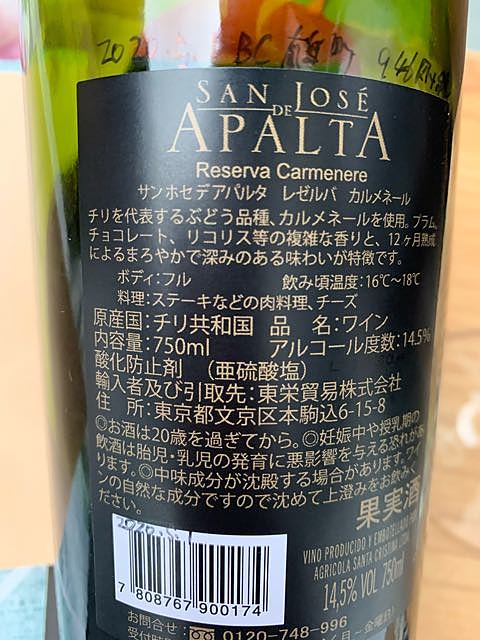 SAN JOSÉ
DE
APALTA
Reserva Carmenere
サンホセデアパルタ レゼルバ カルメネール
チリを代表するぶどう品種、カルメネールを使用。プラム、
チョコレート、リコリス等の複雑な香りと、12ヶ月熟成
によるまろやかで深みのある味わいが特徴です。
ボディ:フル 飲み頃温度:16℃～18℃
料理:ステーキなどの肉料理、チーズ
原産国:チリ共和国 品 名:ワイン
内容量:750ml アルコール度数:14.5%
酸化防止剤 (亜硫酸塩)
輸入者及び引取先:東栄貿易株式会社
住 所:東京都文京区本駒込6-15-8
◎お酒は20歳を過ぎてから。◎妊娠中や授乳期の
飲酒は胎児・乳児の発育に悪影響を与える恐れがあ
ります。◎中味成分が沈殿する場合があります。ワイ
ンの自然な成分ですので沈めて上澄みをお飲みく
ださい。
果実酒
2020.5.1
VINO PRODUCIDO Y EMBOTELLADO POR
AGRICOLA SANTA CRISTINA LTDA
14,5% VOL 750ml
7 808767 900174
0120-748-996
受付時間
金曜日)